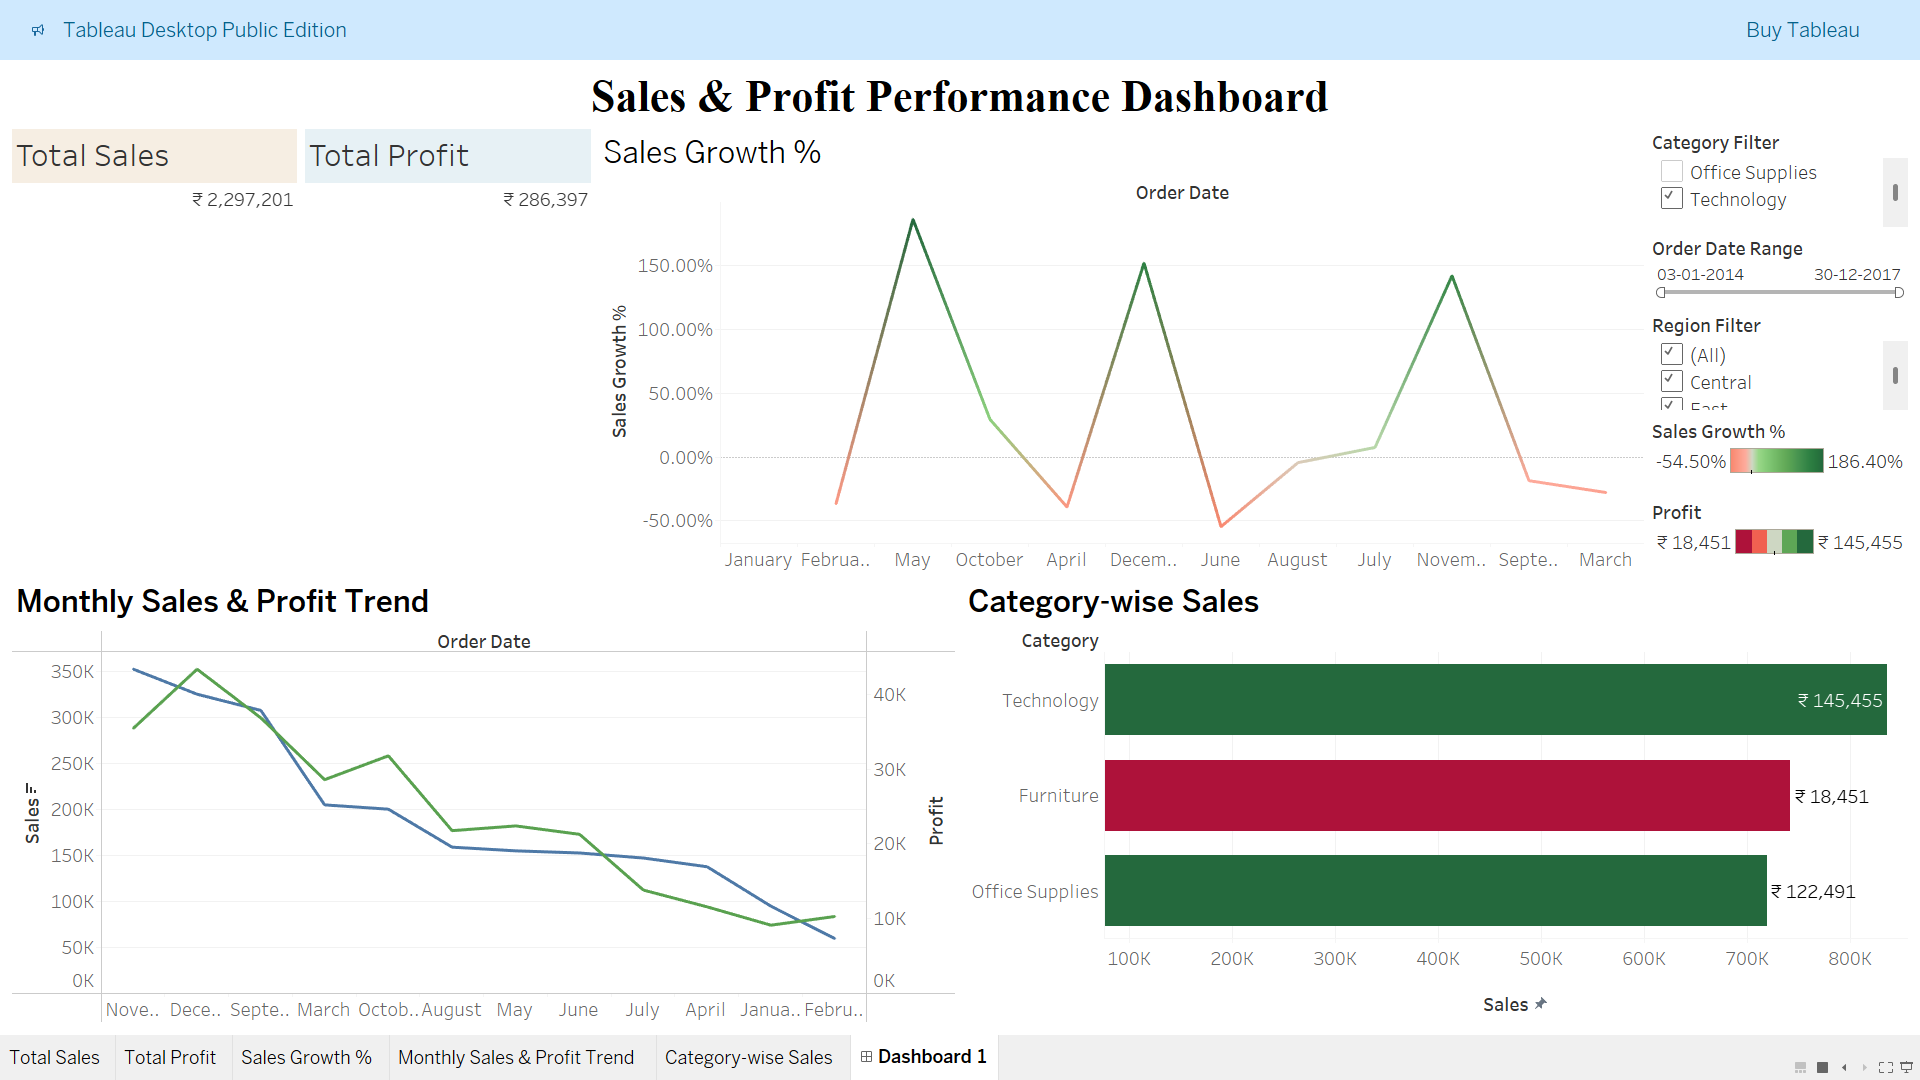 Tableau Desktop Public Edition
Buy Tableau
Sales & Profit Performance Dashboard
Total Sales
₹ 2,297,201
Total Profit
₹ 286,397
Sales Growth %
Order Date
Sales Growth %
150.00%
100.00%
50.00%
0.00%
-50.00%
January Februa.. May October April Decem.. June August July Novem.. Septe.. March
Category Filter
Office Supplies
Technology
Order Date Range
03-01-2014 30-12-2017
Region Filter
(All)
Central
East
Sales Growth %
-54.50% 186.40%
Profit
₹ 18,451 ₹ 145,455
Monthly Sales & Profit Trend
Order Date
Sales
350K
300K
250K
200K
150K
100K
50K
0K
Profit
40K
30K
20K
10K
0K
Nove.. Dece.. Septe.. March Octob.. August May June July April Janua.. Febru..
Category-wise Sales
Category
Technology ₹ 145,455
Furniture ₹ 18,451
Office Supplies ₹ 122,491
100K 200K 300K 400K 500K 600K 700K 800K
Sales
Total Sales Total Profit Sales Growth % Monthly Sales & Profit Trend Category-wise Sales Dashboard 1